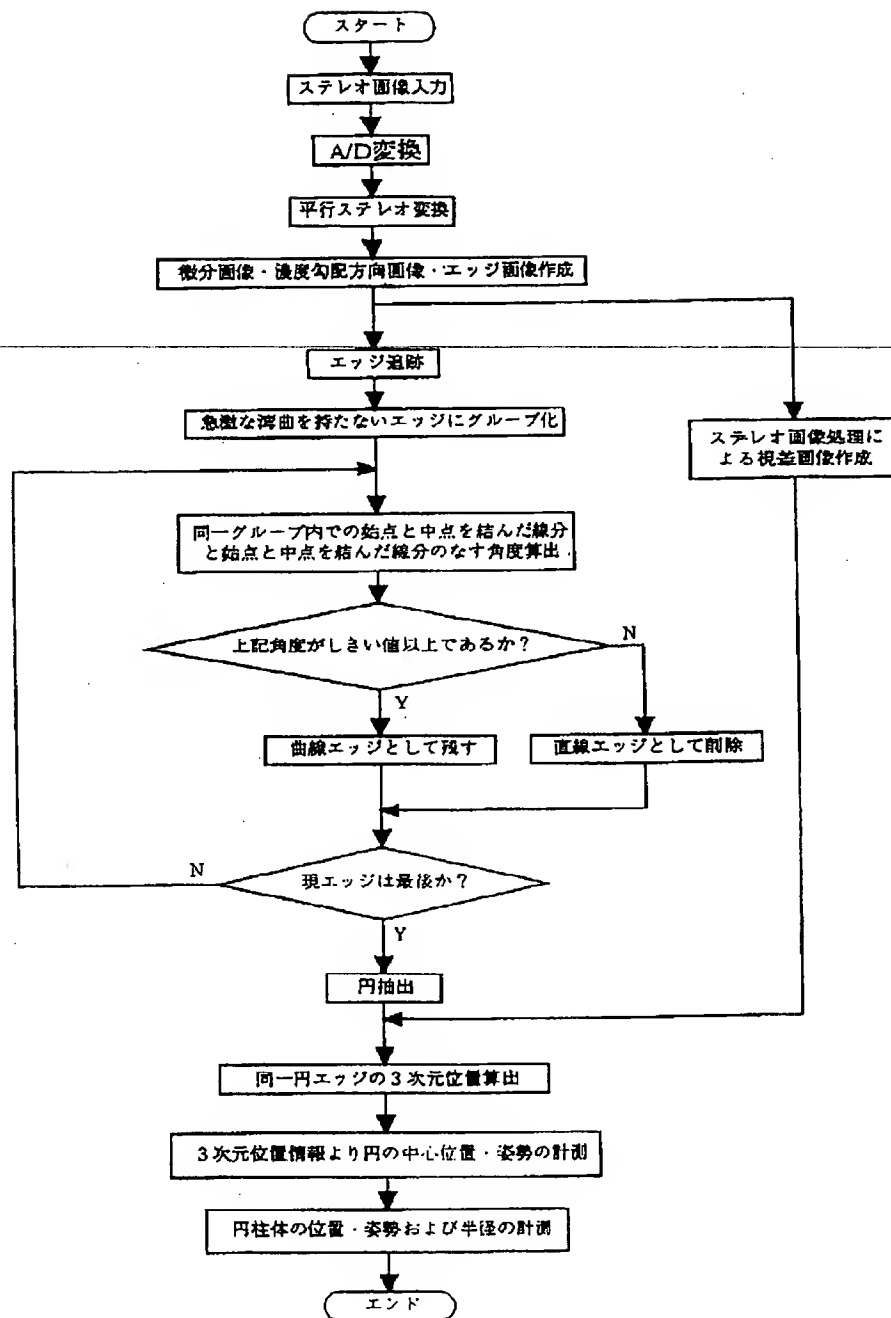 スタート
ステレオ画像入力
A/D変換
平行ステレオ変換
微分画像・濃度勾配方向画像・エッジ画像作成
エッジ追跡
急激な湾曲を持たないエッジにグループ化
ステレオ画像処理に
よる視差画像作成
同一グループ内での始点と中点を結んだ線分
と始点と中点を結んだ線分のなす角度算出
上記角度がしきい値以上であるか?
N
Y
曲線エッジとして残す
直線エッジとして削除
N
現エッジは最後か?
Y
円抽出
同一円エッジの3次元位置算出
3次元位置情報より円の中心位置・姿勢の計測
円柱体の位置・姿勢および半径の計測
エンド